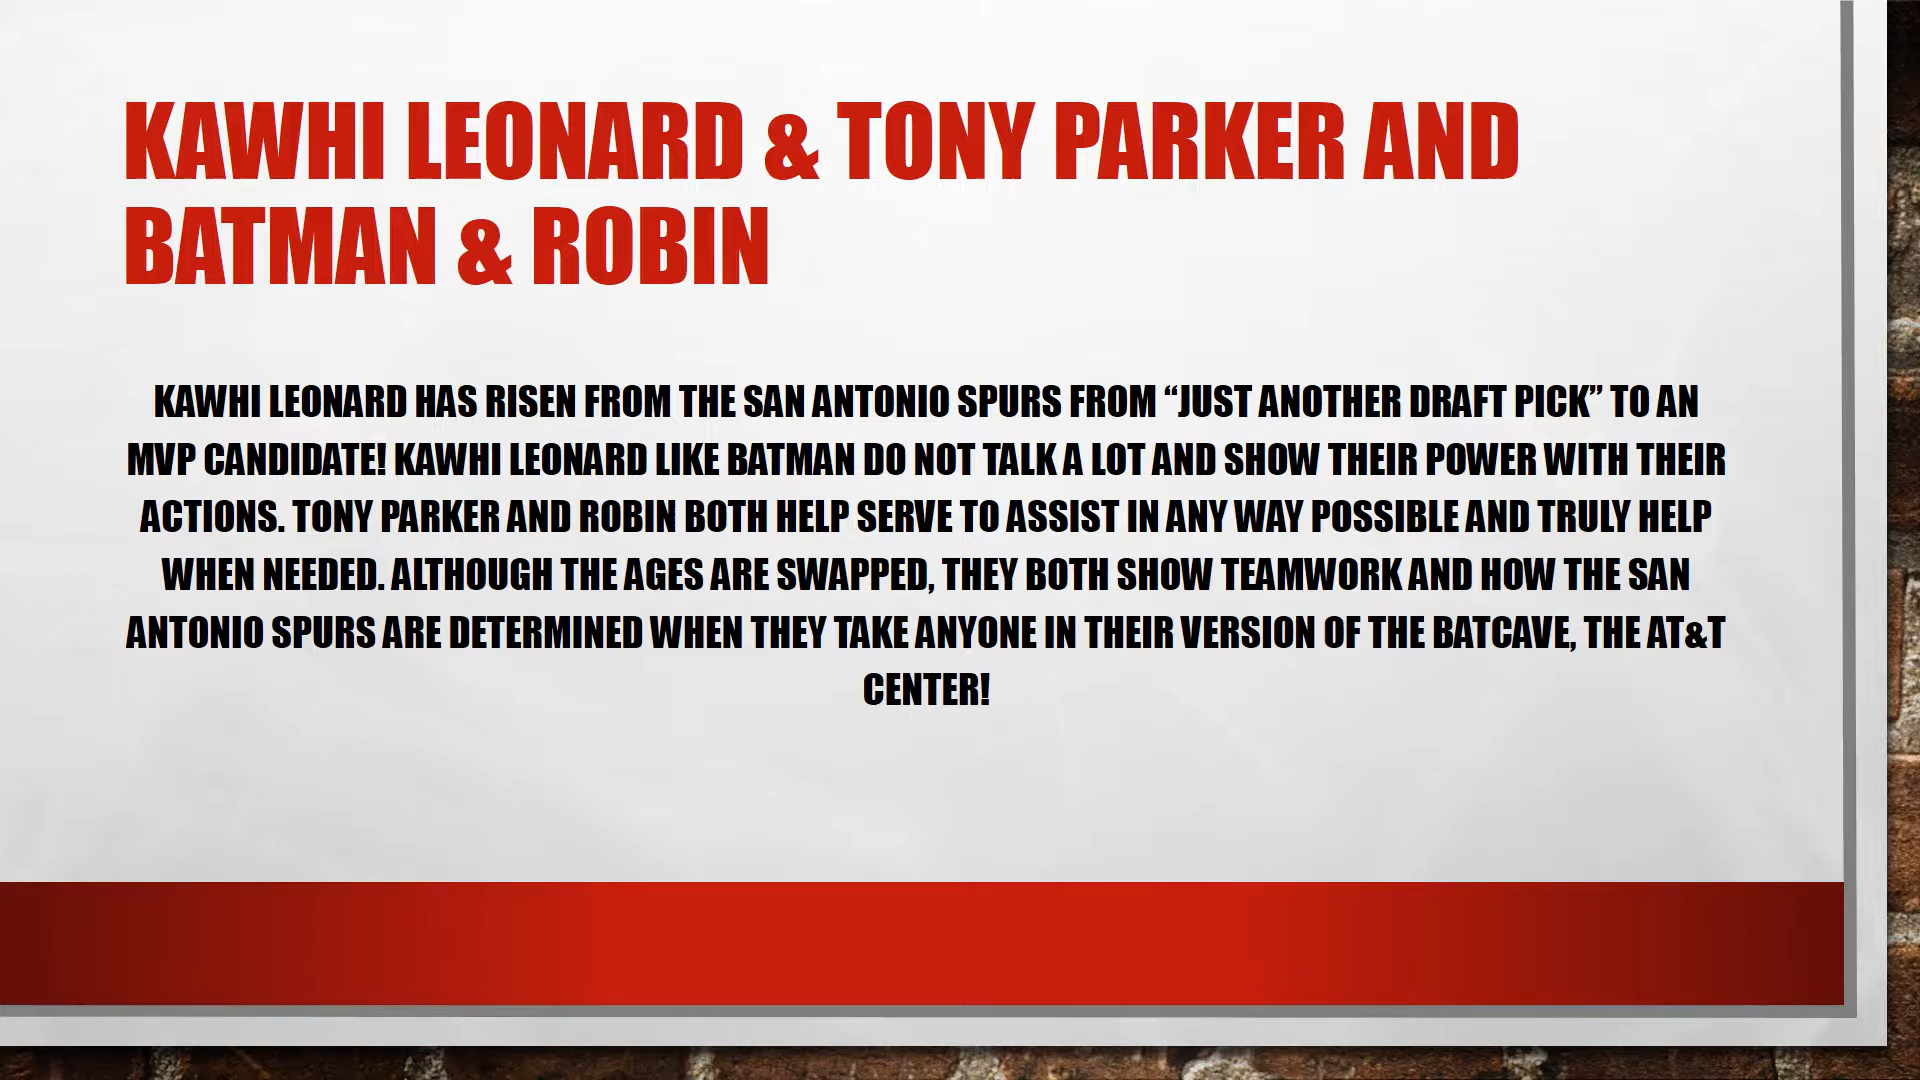 KAWHI LEONARD & TONY PARKER AND
BATMAN & ROBIN
KAWHI LEONARD HAS RISEN FROM THE SAN ANTONIO SPURS FROM “JUST ANOTHER DRAFT PICK” TO AN
MVP CANDIDATE! KAWHI LEONARD LIKE BATMAN DO NOT TALK A LOT AND SHOW THEIR POWER WITH THEIR
ACTIONS. TONY PARKER AND ROBIN BOTH HELP SERVE TO ASSIST IN ANY WAY POSSIBLE AND TRULY HELP
WHEN NEEDED. ALTHOUGH THE AGES ARE SWAPPED, THEY BOTH SHOW TEAMWORK AND HOW THE SAN
ANTONIO SPURS ARE DETERMINED WHEN THEY TAKE ANYONE IN THEIR VERSION OF THE BATCAVE, THE AT&T
CENTER!